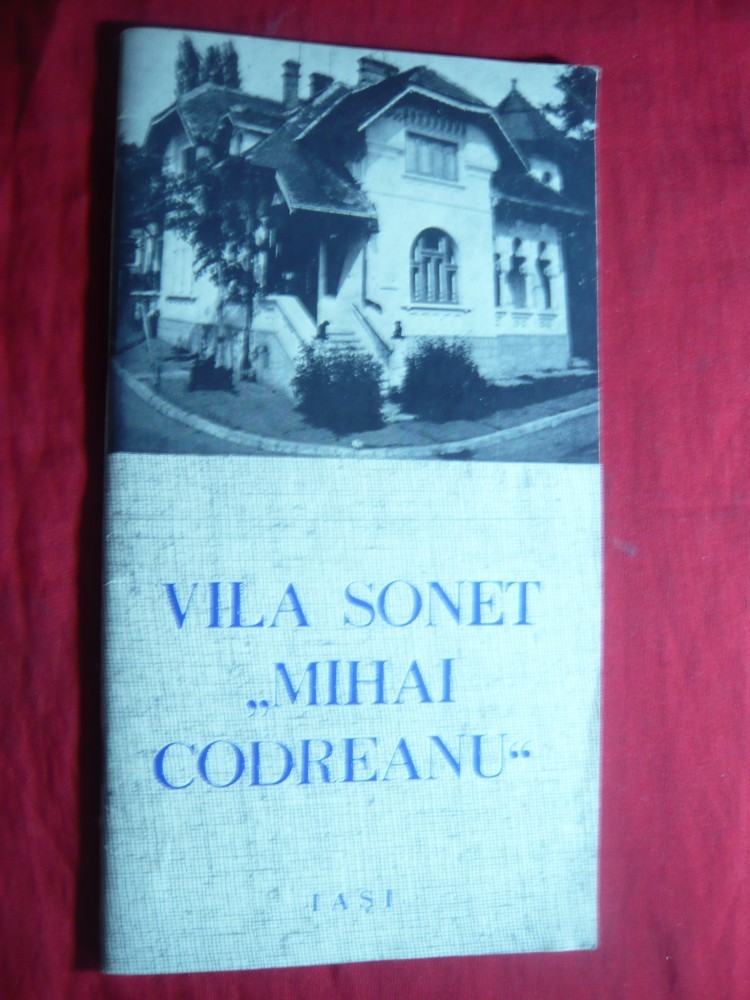 VILA SONET
„MIHAI
CODREANU“
IAŞI